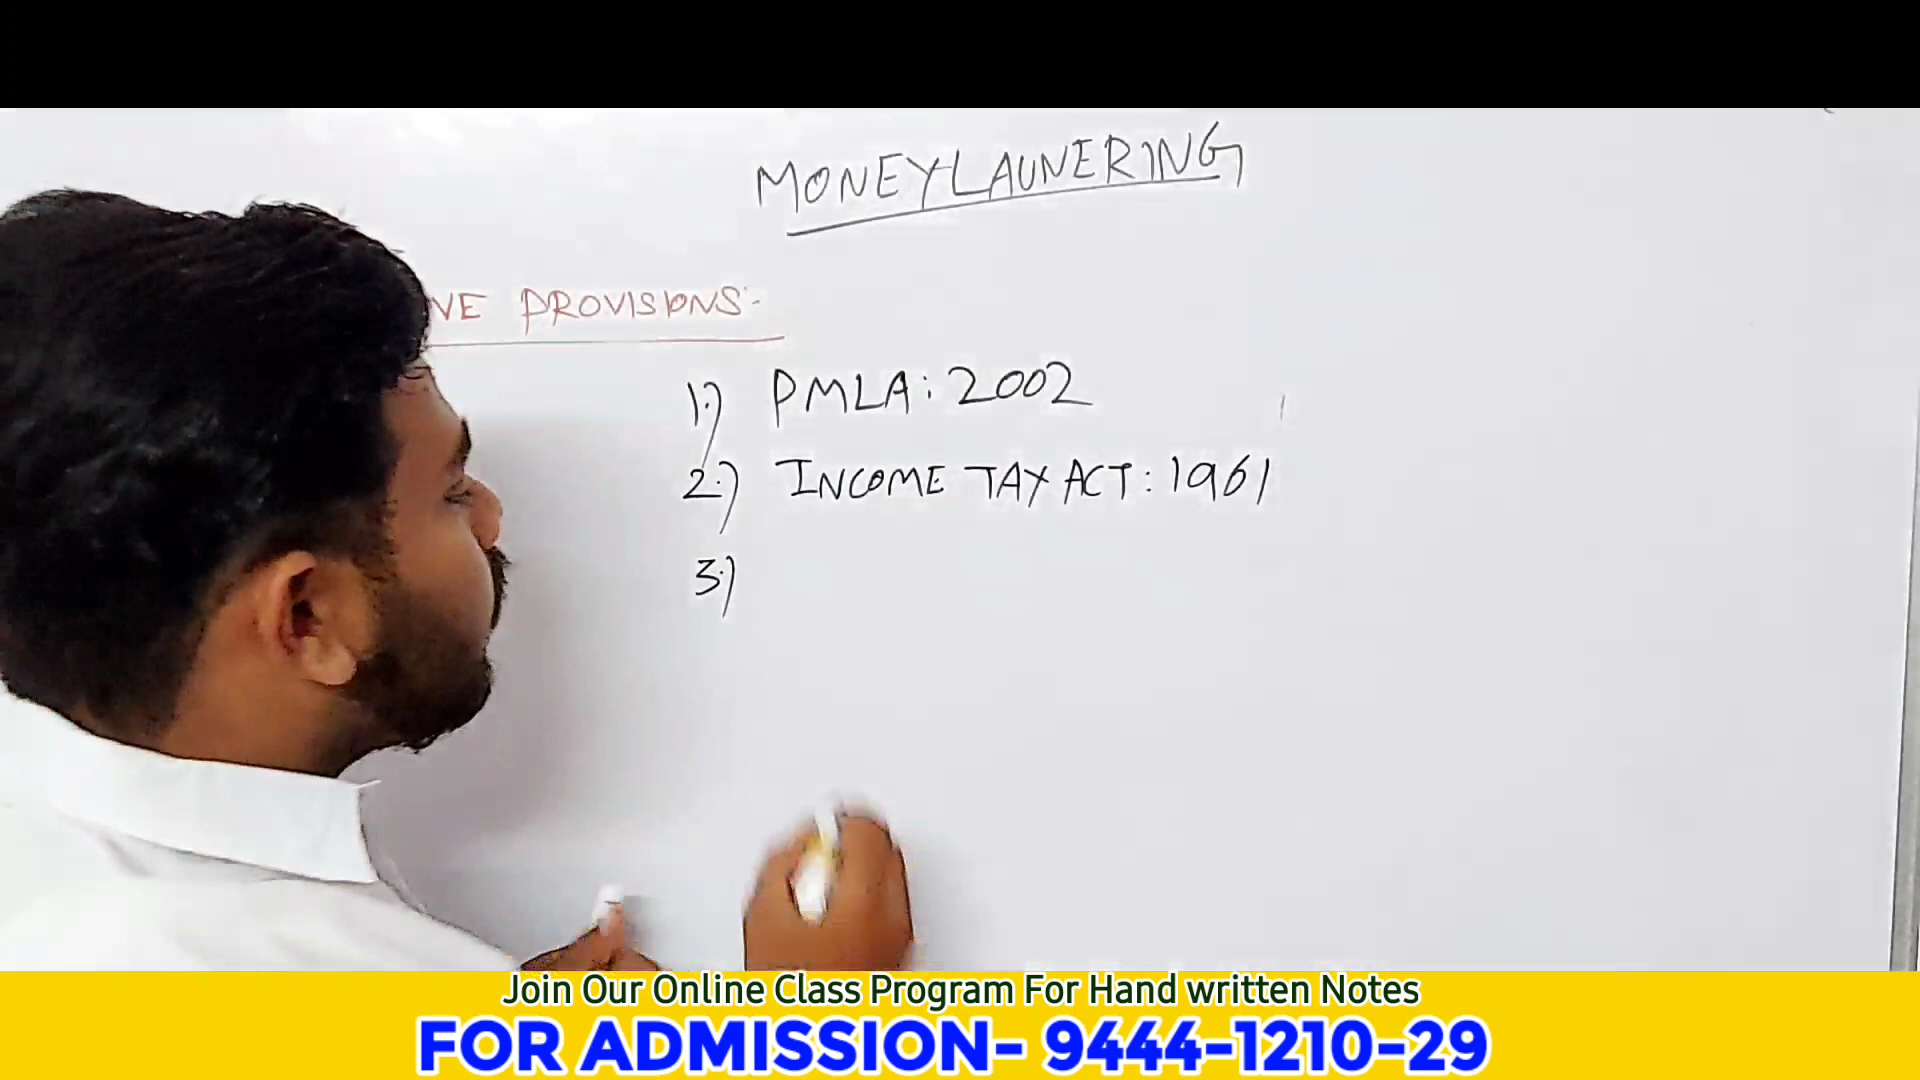 MONEYLAUNERING
VE PROVISIONS:-
1.) PMLA: 2002
2.) INCOME TAX ACT: 1961
3.)
Join Our Online Class Program For Hand written Notes
FOR ADMISSION- 9444-1210-29